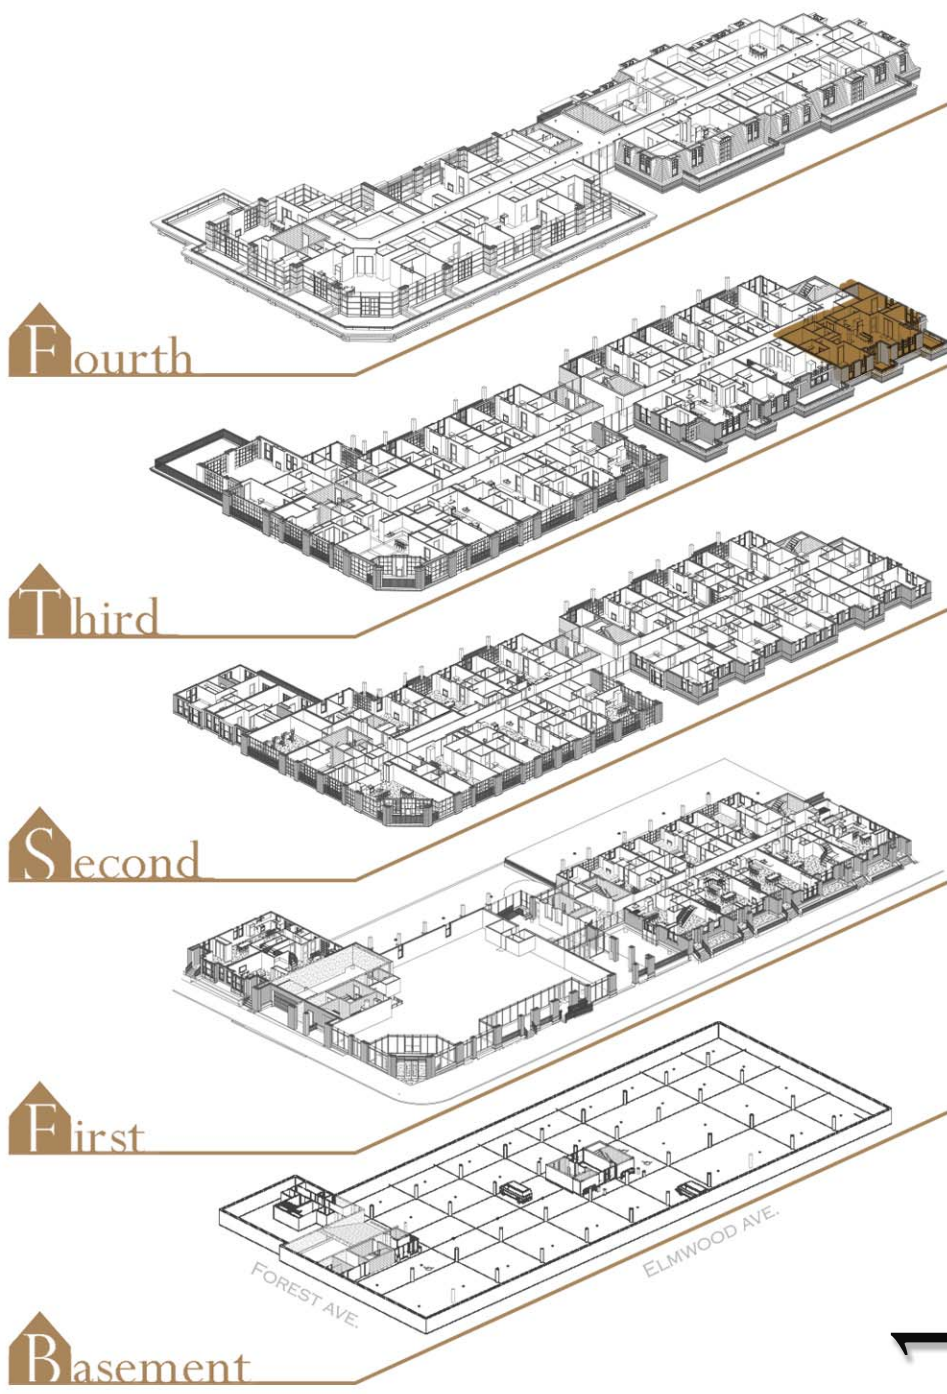 Fourth
Third
Second
First
ELMWOOD AVE.
FOREST AVE.
Basement